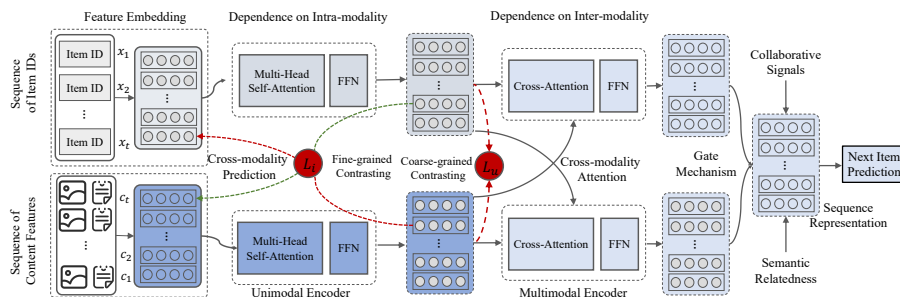 Feature Embedding
Dependence on Intra-modality
Dependence on Inter-modality
Sequence
of Item IDs
Item ID
Item ID
Item ID
x1
x2
xt
Multi-Head
Self-Attention
FFN
Cross-Attention
FFN
Collaborative
Signals
Cross-modality
Prediction
Li
Fine-grained
Contrasting
Coarse-grained
Contrasting
Lu
Cross-modality
Attention
Gate
Mechanism
Next Item
Prediction
Sequence of
Content Features
ct
c2
c1
Multi-Head
Self-Attention
FFN
Cross-Attention
FFN
Sequence
Representation
Semantic
Relatedness
Unimodal Encoder
Multimodal Encoder